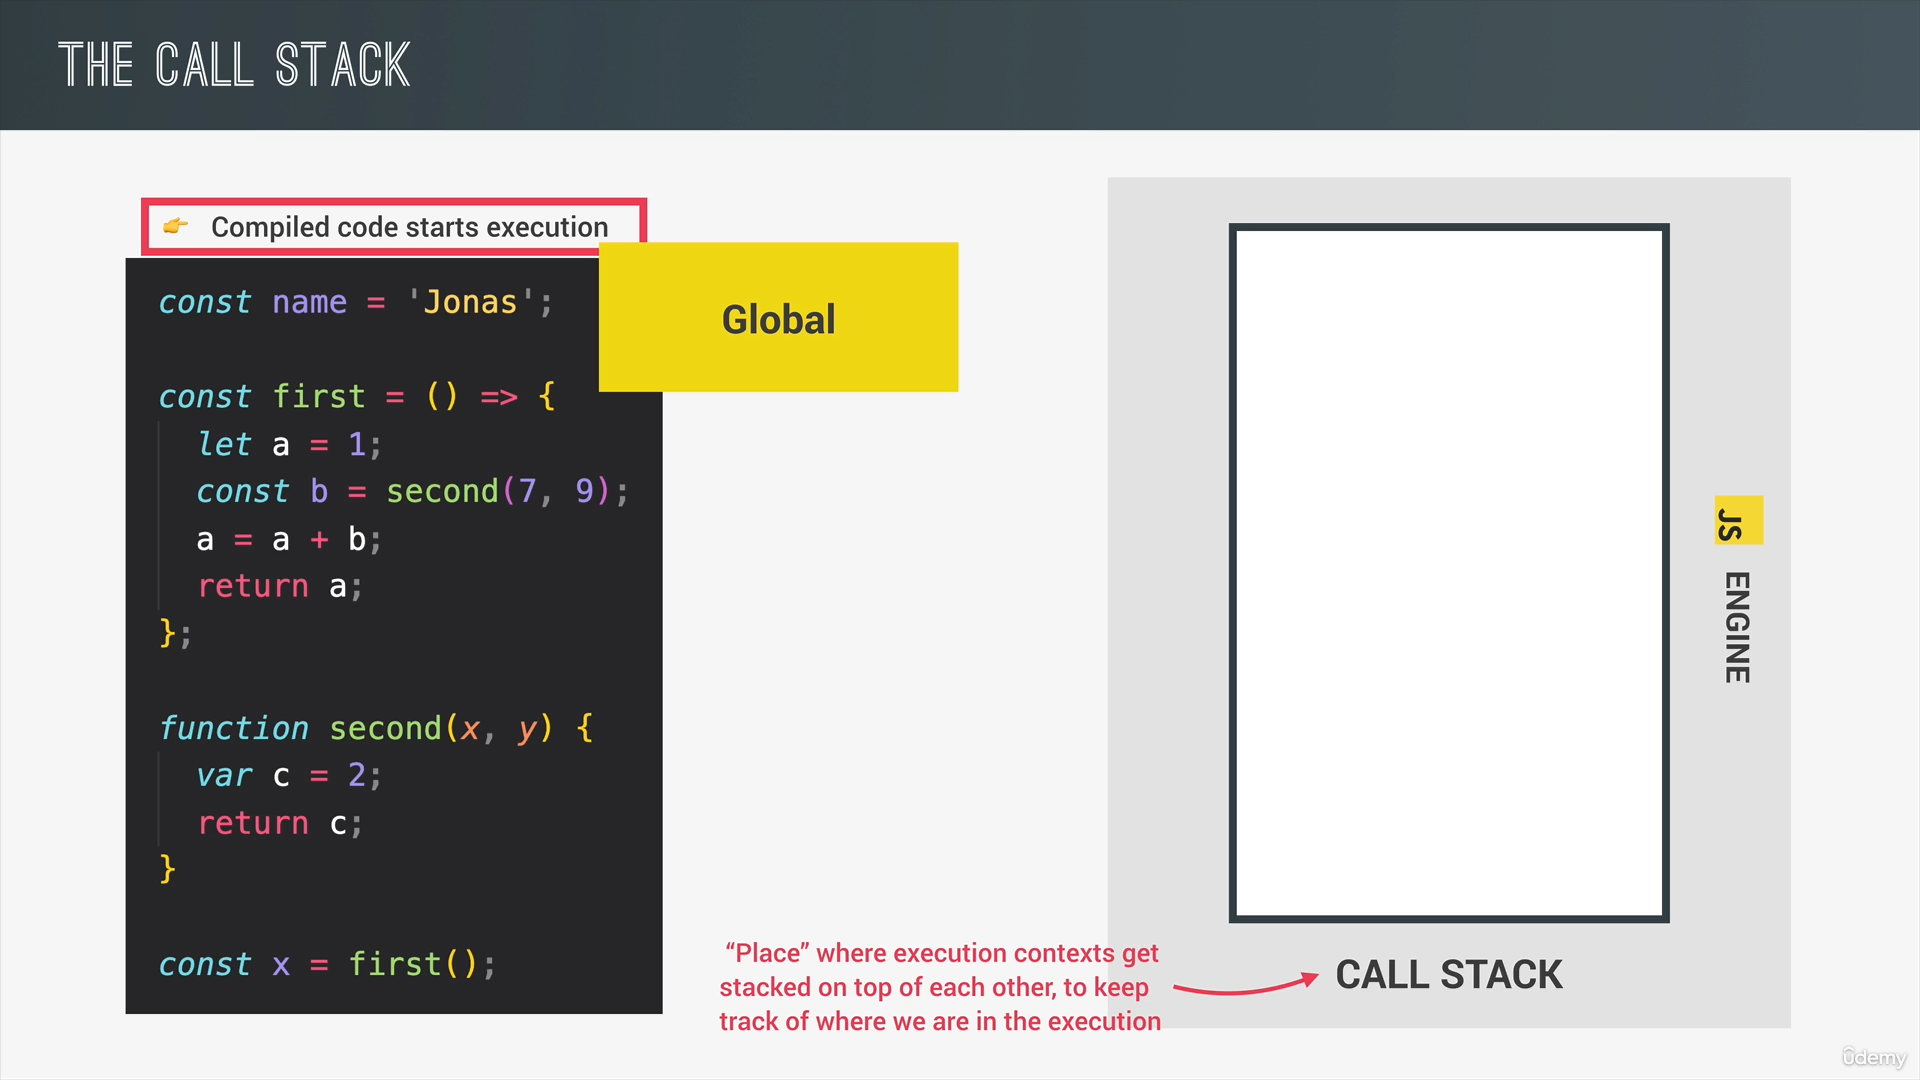 THE CALL STACK
👉 Compiled code starts execution
const name = 'Jonas';
const first = () => {
let a = 1;
const b = second(7, 9);
a = a + b;
return a;
};
function second(x, y) {
var c = 2;
return c;
}
const x = first();
Global
JS ENGINE
CALL STACK
“Place” where execution contexts get
stacked on top of each other, to keep
track of where we are in the execution
ûdemy